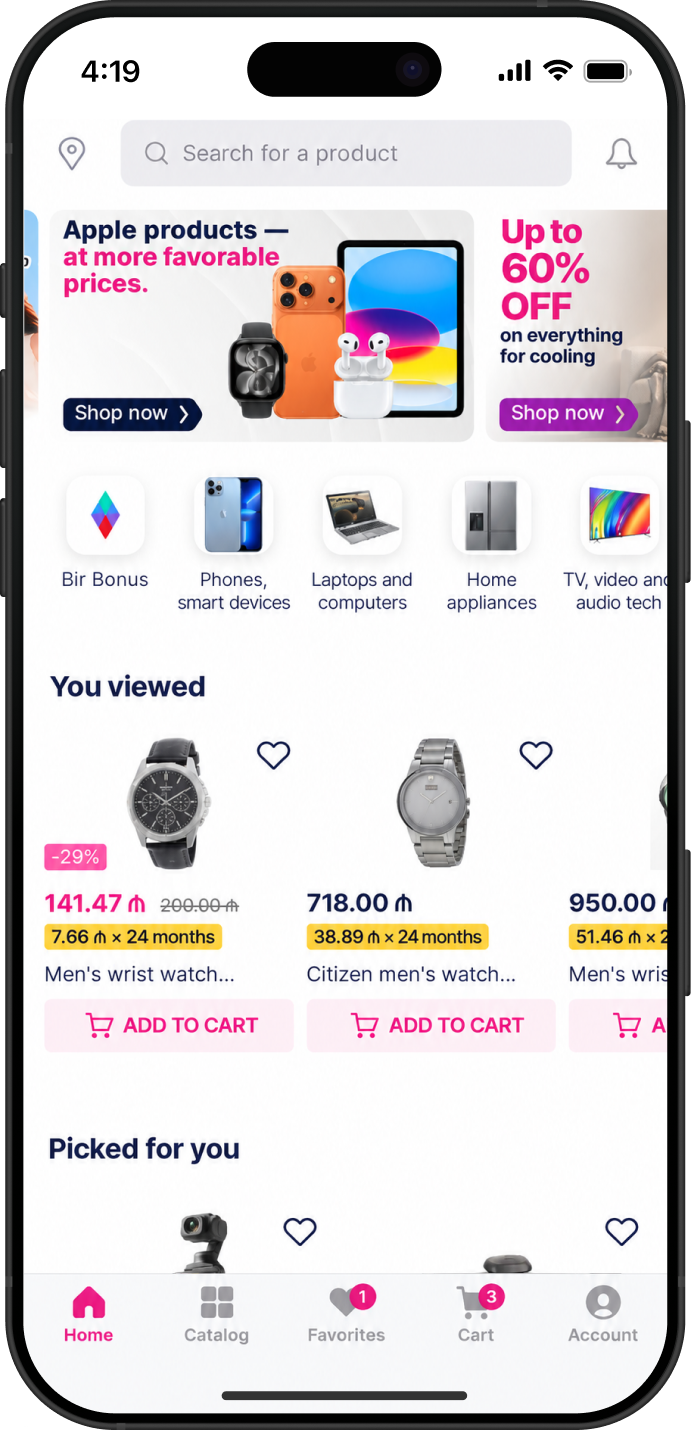 4:19
Search for a product
Apple products —
at more favorable
prices.
Shop now
Up to
60%
OFF
on everything
for cooling
Shop now
Bir Bonus
Phones,
smart devices
Laptops and
computers
Home
appliances
TV, video and
audio tech
You viewed
-29%
141.47 ₼ 200.00 ₼
7.66 ₼ × 24 months
Men's wrist watch...
ADD TO CART
718.00 ₼
38.89 ₼ × 24 months
Citizen men's watch...
ADD TO CART
950.00 ₼
51.46 ₼ × 2
Men's wris
A
Picked for you
Home
Catalog
1
Favorites
3
Cart
Account